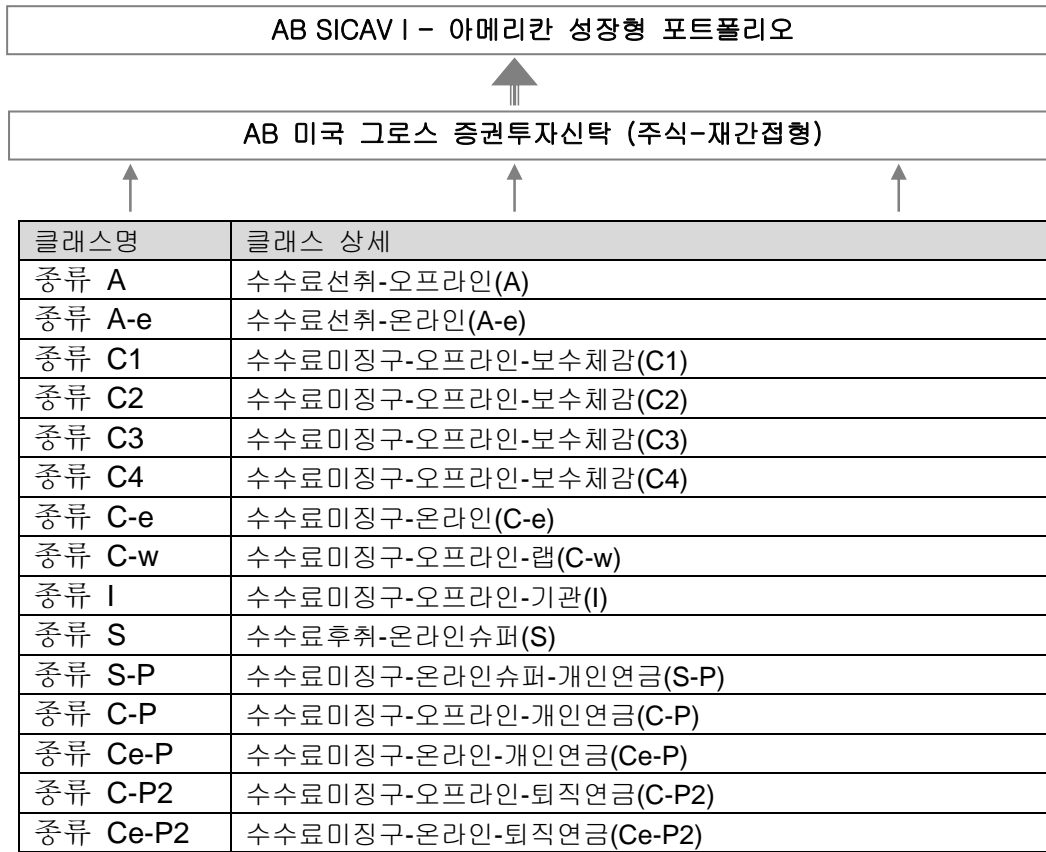 AB SICAV I – 아메리칸 성장형 포트폴리오
AB 미국 그로스 증권투자신탁 (주식–재간접형)
클래스명 클래스 상세
종류 A 수수료선취-오프라인(A)
종류 A-e 수수료선취-온라인(A-e)
종류 C1 수수료미징구-오프라인-보수체감(C1)
종류 C2 수수료미징구-오프라인-보수체감(C2)
종류 C3 수수료미징구-오프라인-보수체감(C3)
종류 C4 수수료미징구-오프라인-보수체감(C4)
종류 C-e 수수료미징구-온라인(C-e)
종류 C-w 수수료미징구-오프라인-랩(C-w)
종류 I 수수료미징구-오프라인-기관(I)
종류 S 수수료후취-온라인슈퍼(S)
종류 S-P 수수료미징구-온라인슈퍼-개인연금(S-P)
종류 C-P 수수료미징구-오프라인-개인연금(C-P)
종류 Ce-P 수수료미징구-온라인-개인연금(Ce-P)
종류 C-P2 수수료미징구-오프라인-퇴직연금(C-P2)
종류 Ce-P2 수수료미징구-온라인-퇴직연금(Ce-P2)